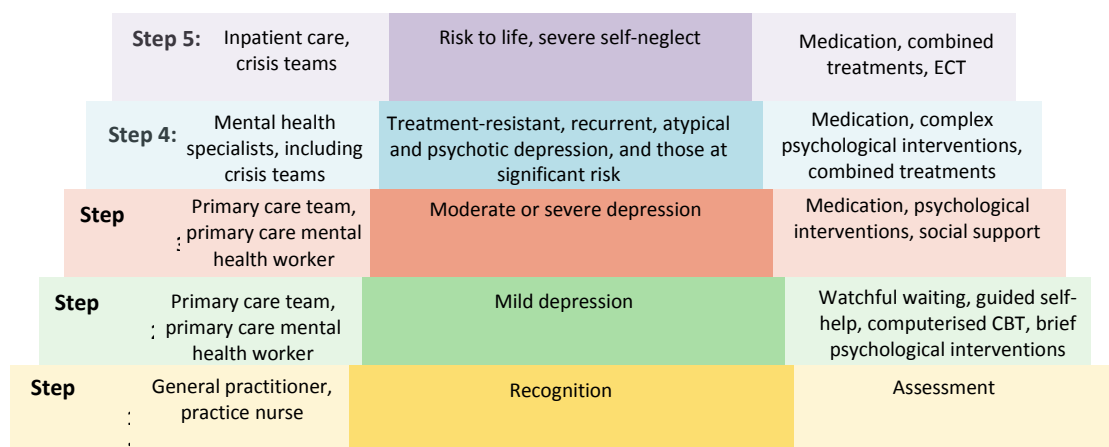 Step 5:
Inpatient care,
crisis teams
Risk to life, severe self-neglect
Medication, combined
treatments, ECT
Step 4:
Mental health
specialists, including
crisis teams
Treatment-resistant, recurrent, atypical
and psychotic depression, and those at
significant risk
Medication, complex
psychological interventions,
combined treatments
Step
Primary care team,
primary care mental
health worker
Moderate or severe depression
Medication, psychological
interventions, social support
Step
Primary care team,
primary care mental
health worker
Mild depression
Watchful waiting, guided self-
help, computerised CBT, brief
psychological interventions
Step
General practitioner,
practice nurse
Recognition
Assessment